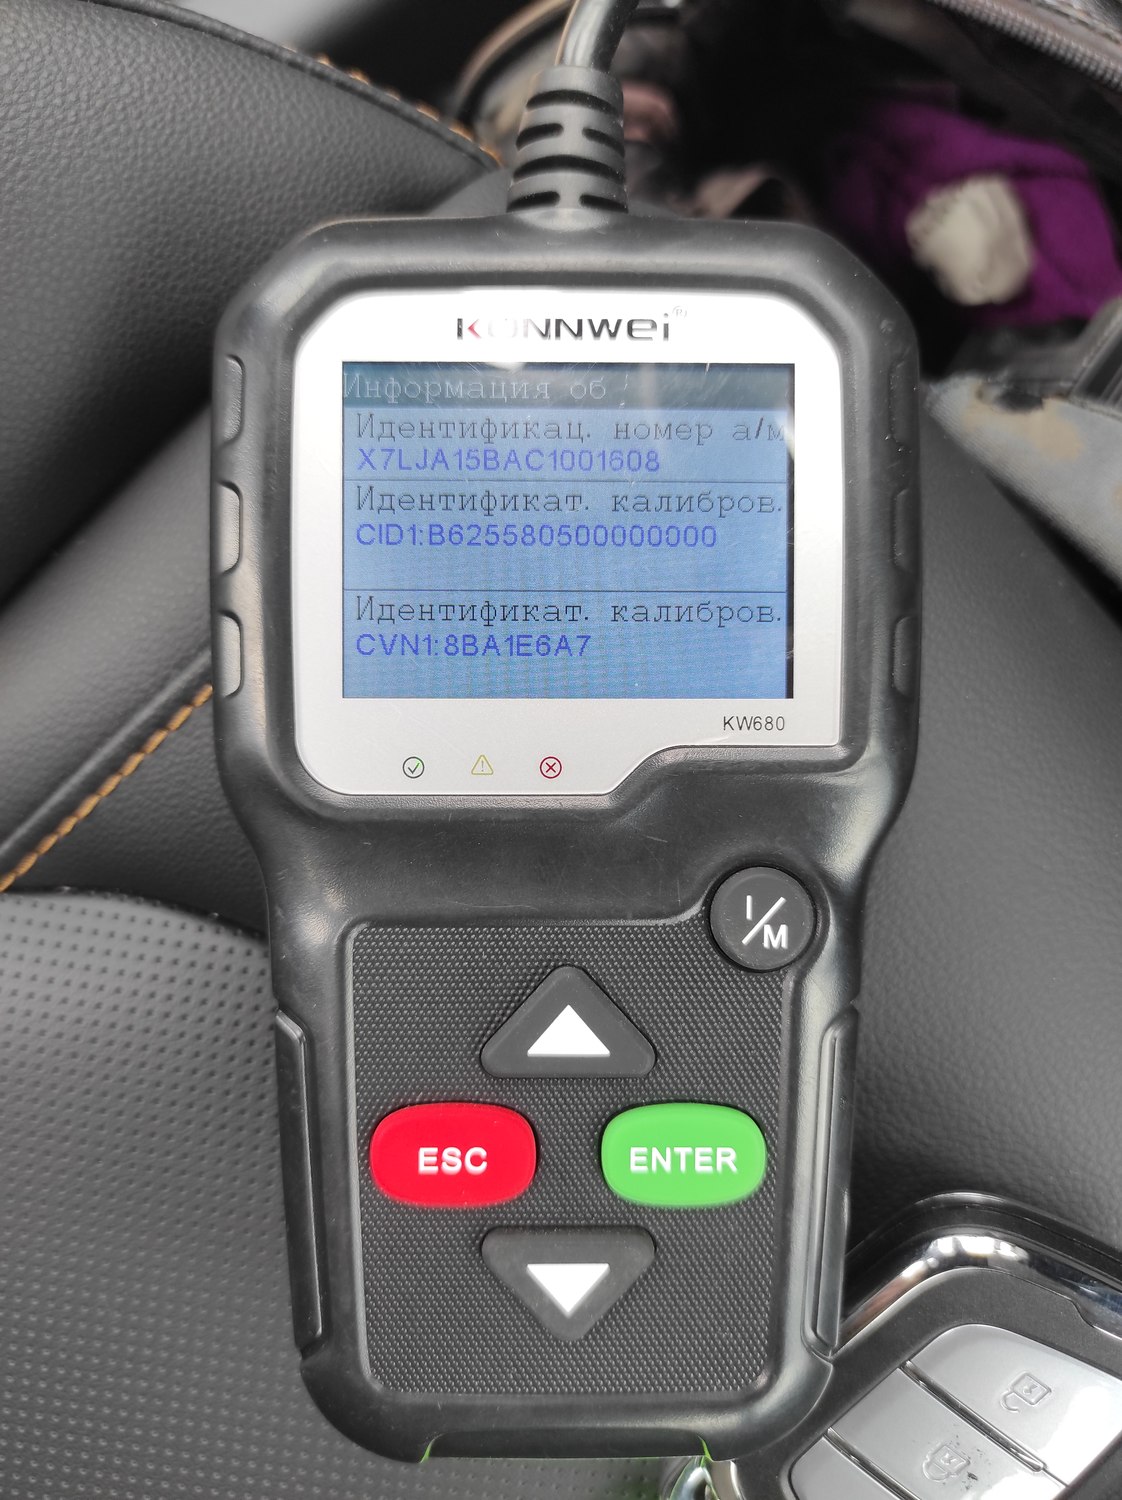 KONNWEI®
Информация об
Идентификац. номер а/м
X7LJA15BAC1001608
Идентификат. калибров.
CID1:B625580500000000
Идентификат. калибров.
CVN1:8BA1E6A7
KW680
I/M
ESC
ENTER